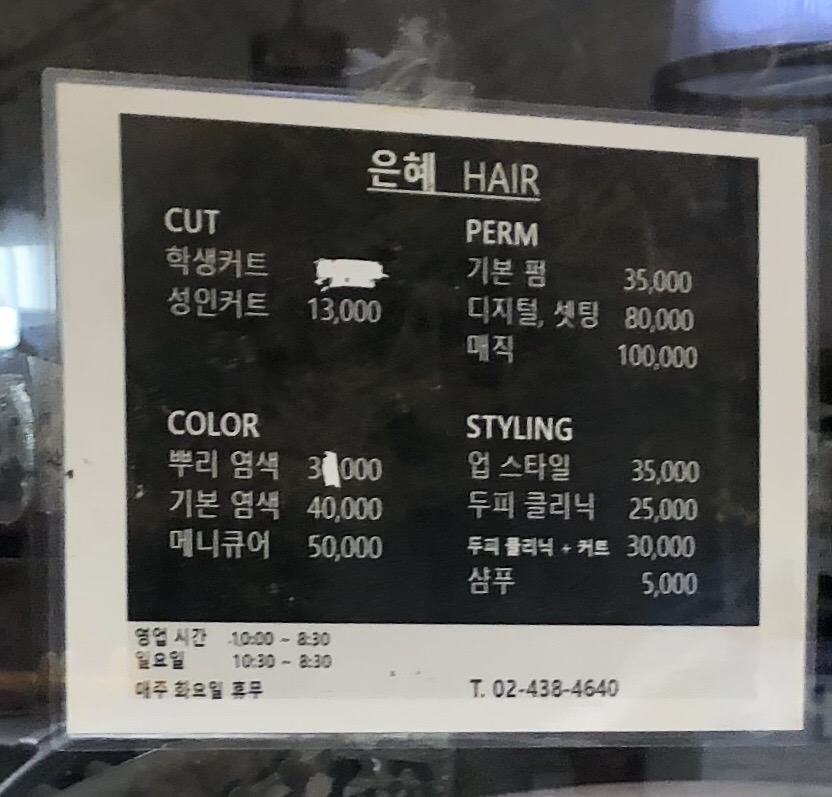 은혜 HAIR
CUT
학생커트
성인커트 13,000
PERM
기본 펌 35,000
디지털, 셋팅 80,000
매직 100,000
COLOR
뿌리 염색
기본 염색 40,000
메니큐어 50,000
STYLING
업 스타일 35,000
두피 클리닉 25,000
두피 클리닉 + 커트 30,000
샴푸 5,000
영업 시간 10:00 ~ 8:30
일요일 10:30 ~ 8:30
매주 화요일 휴무
T. 02-438-4640